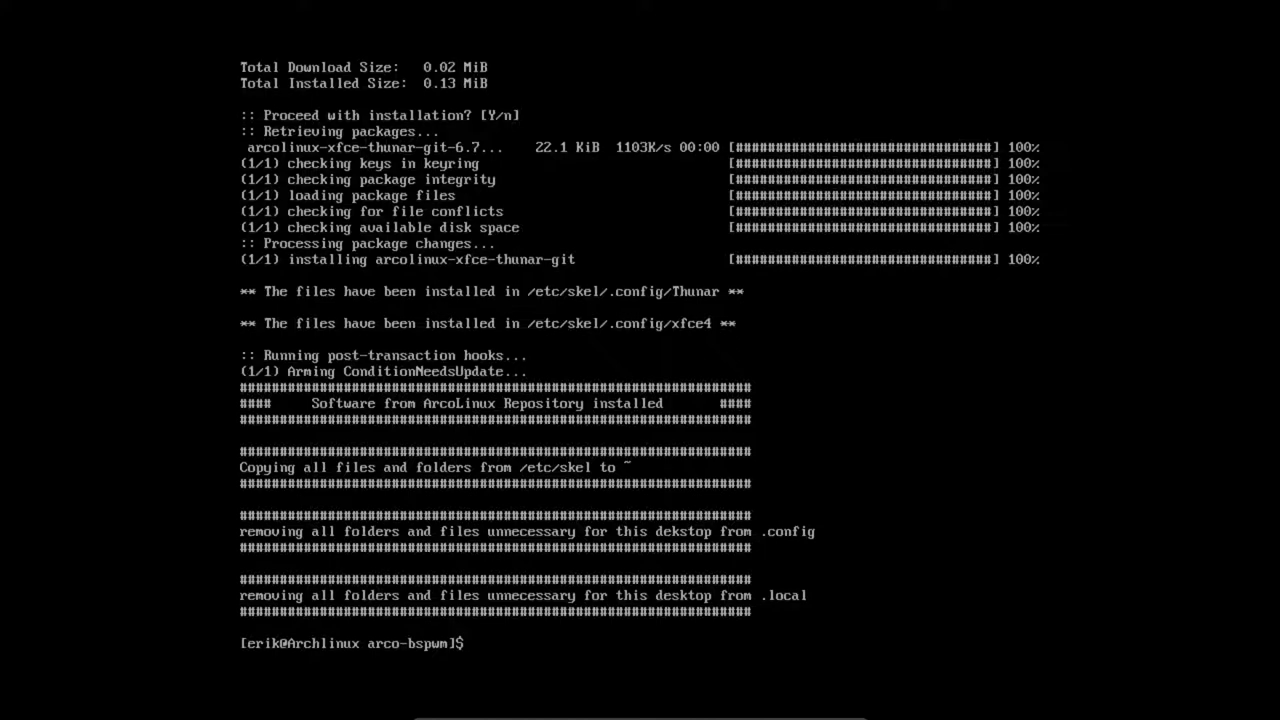 Total Download Size:   0.02 MiB
Total Installed Size:  0.13 MiB
:: Proceed with installation? [Y/n]
:: Retrieving packages...
arcolinux-xfce-thunar-git-6.7...    22.1 KiB  1103K/s 00:00 [################################] 100%
(1/1) checking keys in keyring                               [################################] 100%
(1/1) checking package integrity                             [################################] 100%
(1/1) loading package files                                  [################################] 100%
(1/1) checking for file conflicts                            [################################] 100%
(1/1) checking available disk space                          [################################] 100%
:: Processing package changes...
(1/1) installing arcolinux-xfce-thunar-git                   [################################] 100%
** The files have been installed in /etc/skel/.config/Thunar **
** The files have been installed in /etc/skel/.config/xfce4 **
:: Running post-transaction hooks...
(1/1) Arming ConditionNeedsUpdate...
################################################################
####     Software from ArcoLinux Repository installed       ####
################################################################
################################################################
Copying all files and folders from /etc/skel to ~
################################################################
################################################################
removing all folders and files unnecessary for this dekstop from .config
################################################################
################################################################
removing all folders and files unnecessary for this desktop from .local
################################################################
[erik@Archlinux arco-bspwm]$